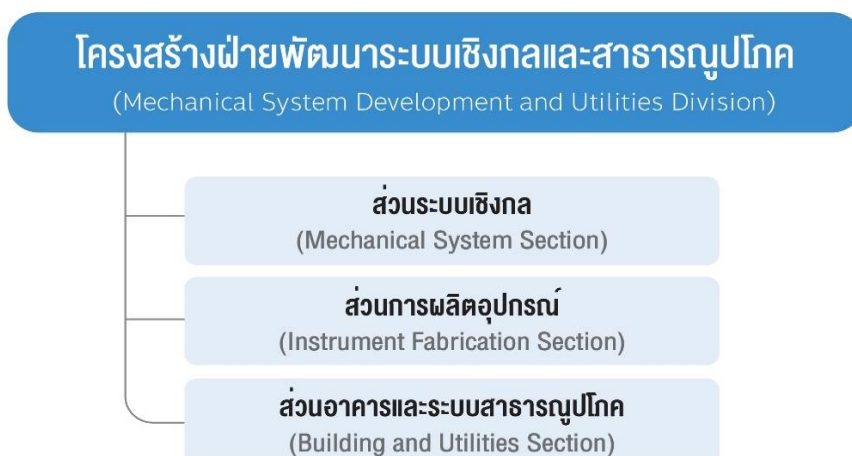 โครงสร้างฝ่ายพัฒนาระบบเชิงกลและสาธารณูปโภค
(Mechanical System Development and Utilities Division)
ส่วนระบบเชิงกล
(Mechanical System Section)
ส่วนการผลิตอุปกรณ์
(Instrument Fabrication Section)
ส่วนอาคารและระบบสาธารณูปโภค
(Building and Utilities Section)